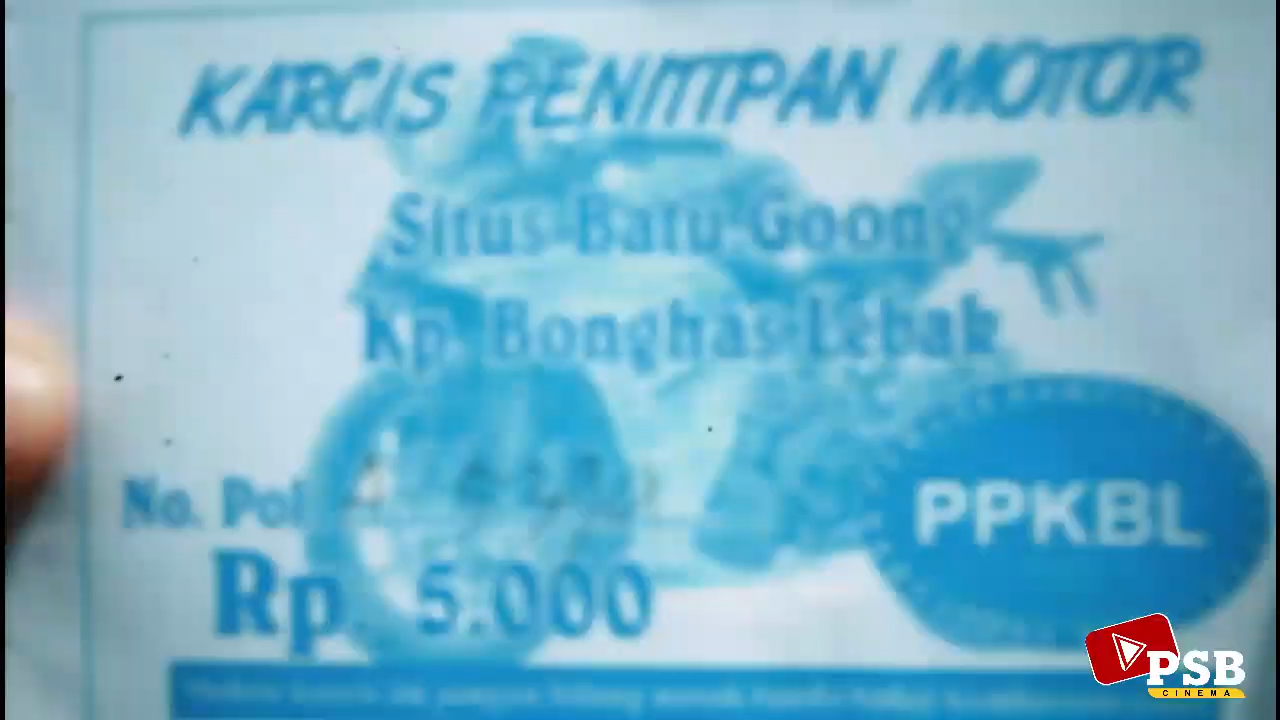 KARCIS PENITIPAN MOTOR
Situs Batu Goong
Kp. Bonghas Lebak
No. Pol
PPKBL
Rp. 5.000
PSB
CINEMA